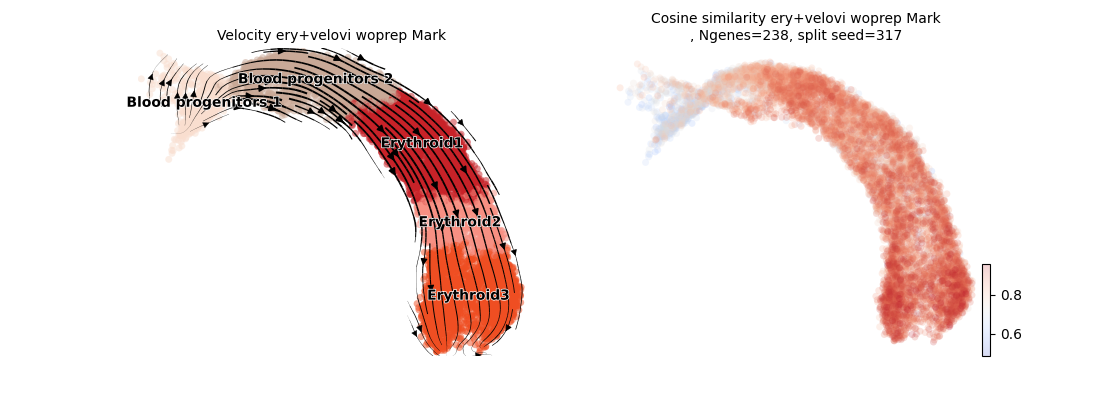 Velocity ery+velovi woprep Mark
Blood progenitors 2
Blood progenitors 1
Erythroid1
Erythroid2
Erythroid3
Cosine similarity ery+velovi woprep Mark
, Ngenes=238, split seed=317
0.8
0.6